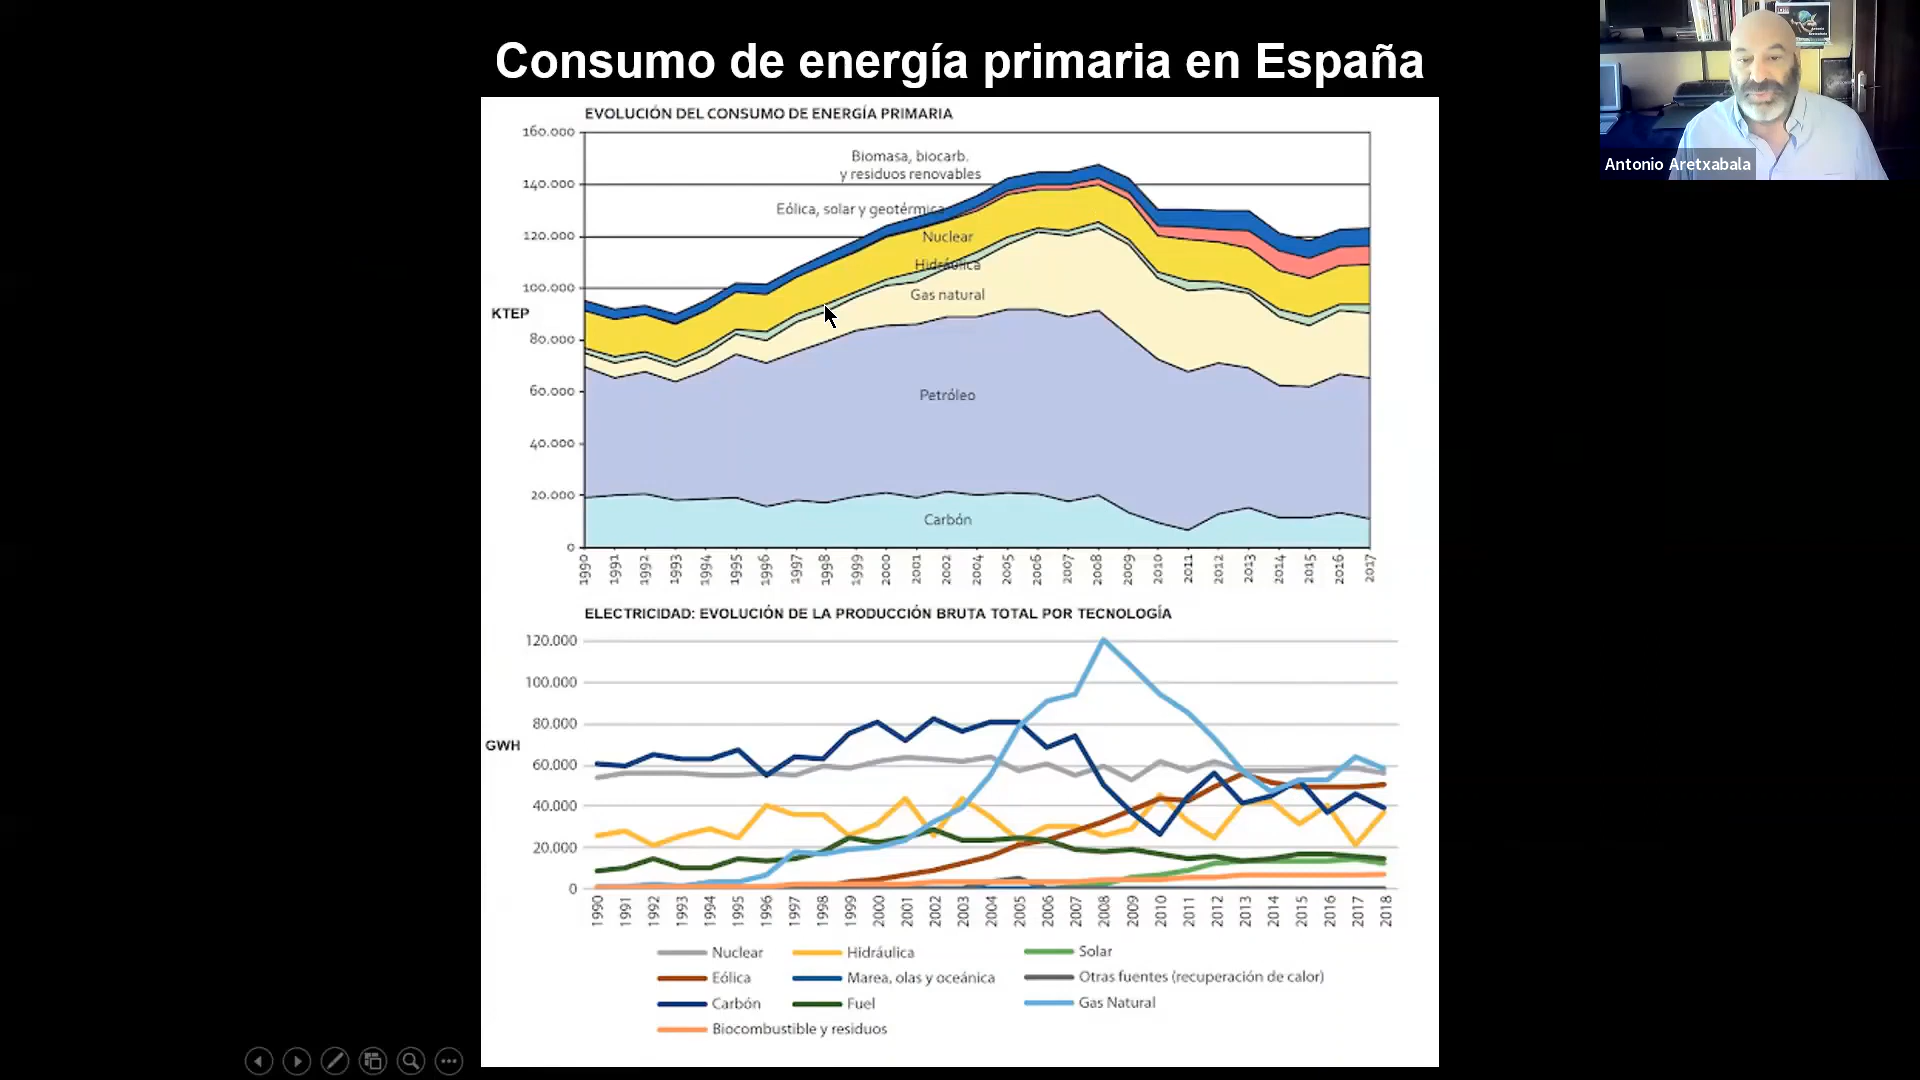 Consumo de energía primaria en España
Antonio Aretxabala
EVOLUCIÓN DEL CONSUMO DE ENERGÍA PRIMARIA
160.000
140.000
120.000
100.000
KTEP
80.000
60.000
40.000
20.000
0
Biomasa, biocarb.
y residuos renovables
Eólica, solar y geotérmica
Nuclear
Hidráulica
Gas natural
Petróleo
Carbón
1990 1991 1992 1993 1994 1995 1996 1997 1998 1999 2000 2001 2002 2004 2005 2006 2007 2008 2009 2010 2011 2012 2013 2014 2015 2016 2017
ELECTRICIDAD: EVOLUCIÓN DE LA PRODUCCIÓN BRUTA TOTAL POR TECNOLOGÍA
120.000
100.000
80.000
GWH
60.000
40.000
20.000
0
1990 1991 1992 1993 1994 1995 1996 1997 1998 1999 2000 2001 2002 2003 2004 2005 2006 2007 2008 2009 2010 2011 2012 2013 2014 2015 2016 2017 2018
Nuclear Hidráulica Solar
Eólica Marea, olas y oceánica Otras fuentes (recuperación de calor)
Carbón Fuel Gas Natural
Biocombustible y residuos